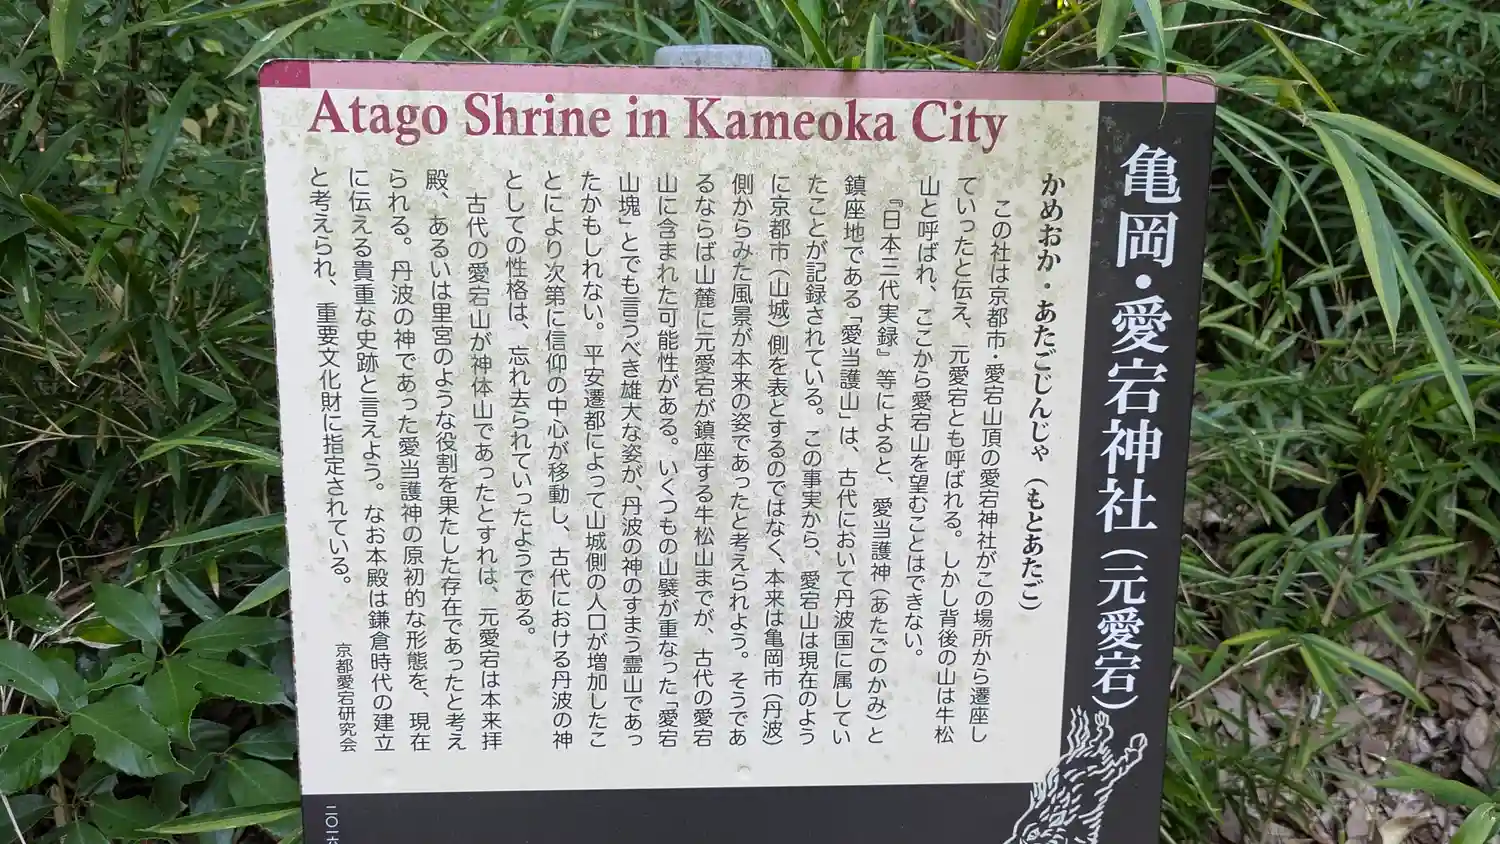 Atago Shrine in Kameoka City
亀岡・愛宕神社（元愛宕）
かめおか・あたごじんじゃ（もとあたご）
この社は京都市・愛宕山頂の愛宕神社がこの場所から遷座し
ていったと伝え、元愛宕とも呼ばれる。しかし背後の山は牛松
山と呼ばれ、ここから愛宕山を望むことはできない。
『日本三代実録』等によると、愛当護神（あたごのかみ）と
鎮座地である「愛当護山」は、古代において丹波国に属してい
たことが記録されている。この事実から、愛宕山は現在のよう
に京都市（山城）側を表とするのではなく、本来は亀岡市（丹波）
側からみた風景が本来の姿であったと考えられよう。そうであ
るならば山麓に元愛宕が鎮座する牛松山までが、古代の愛宕
山に含まれた可能性がある。いくつもの山襞が重なった「愛宕
山塊」とでも言うべき雄大な姿が、丹波の神のすまう霊山であっ
たかもしれない。平安遷都によって山城側の人口が増加したこ
とにより次第に信仰の中心が移動し、古代における丹波の神
としての性格は、忘れ去られていったようである。
古代の愛宕山が神体山であったとすれば、元愛宕は本来拝
殿、あるいは里宮のような役割を果たした存在であったと考え
られる。丹波の神であった愛当護神の原初的な形態を、現在
に伝える貴重な史跡と言えよう。なお本殿は鎌倉時代の建立
と考えられ、重要文化財に指定されている。
京都愛宕研究会
二〇一六